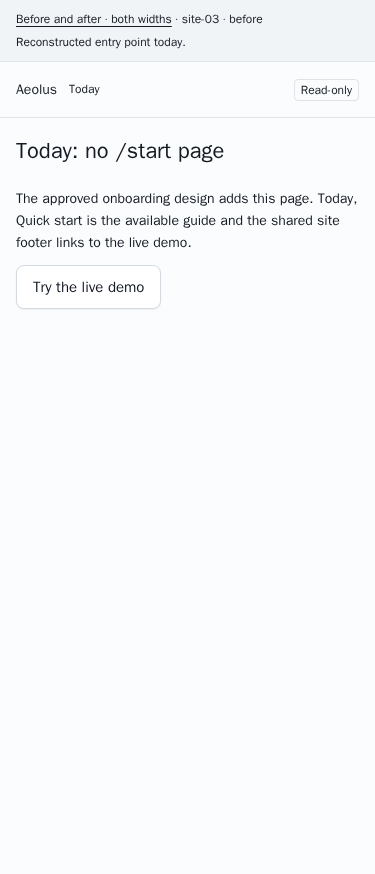 Before and after · both widths · site-03 · before
Reconstructed entry point today.
Aeolus Today Read-only
Today: no /start page
The approved onboarding design adds this page. Today,
Quick start is the available guide and the shared site
footer links to the live demo.
Try the live demo